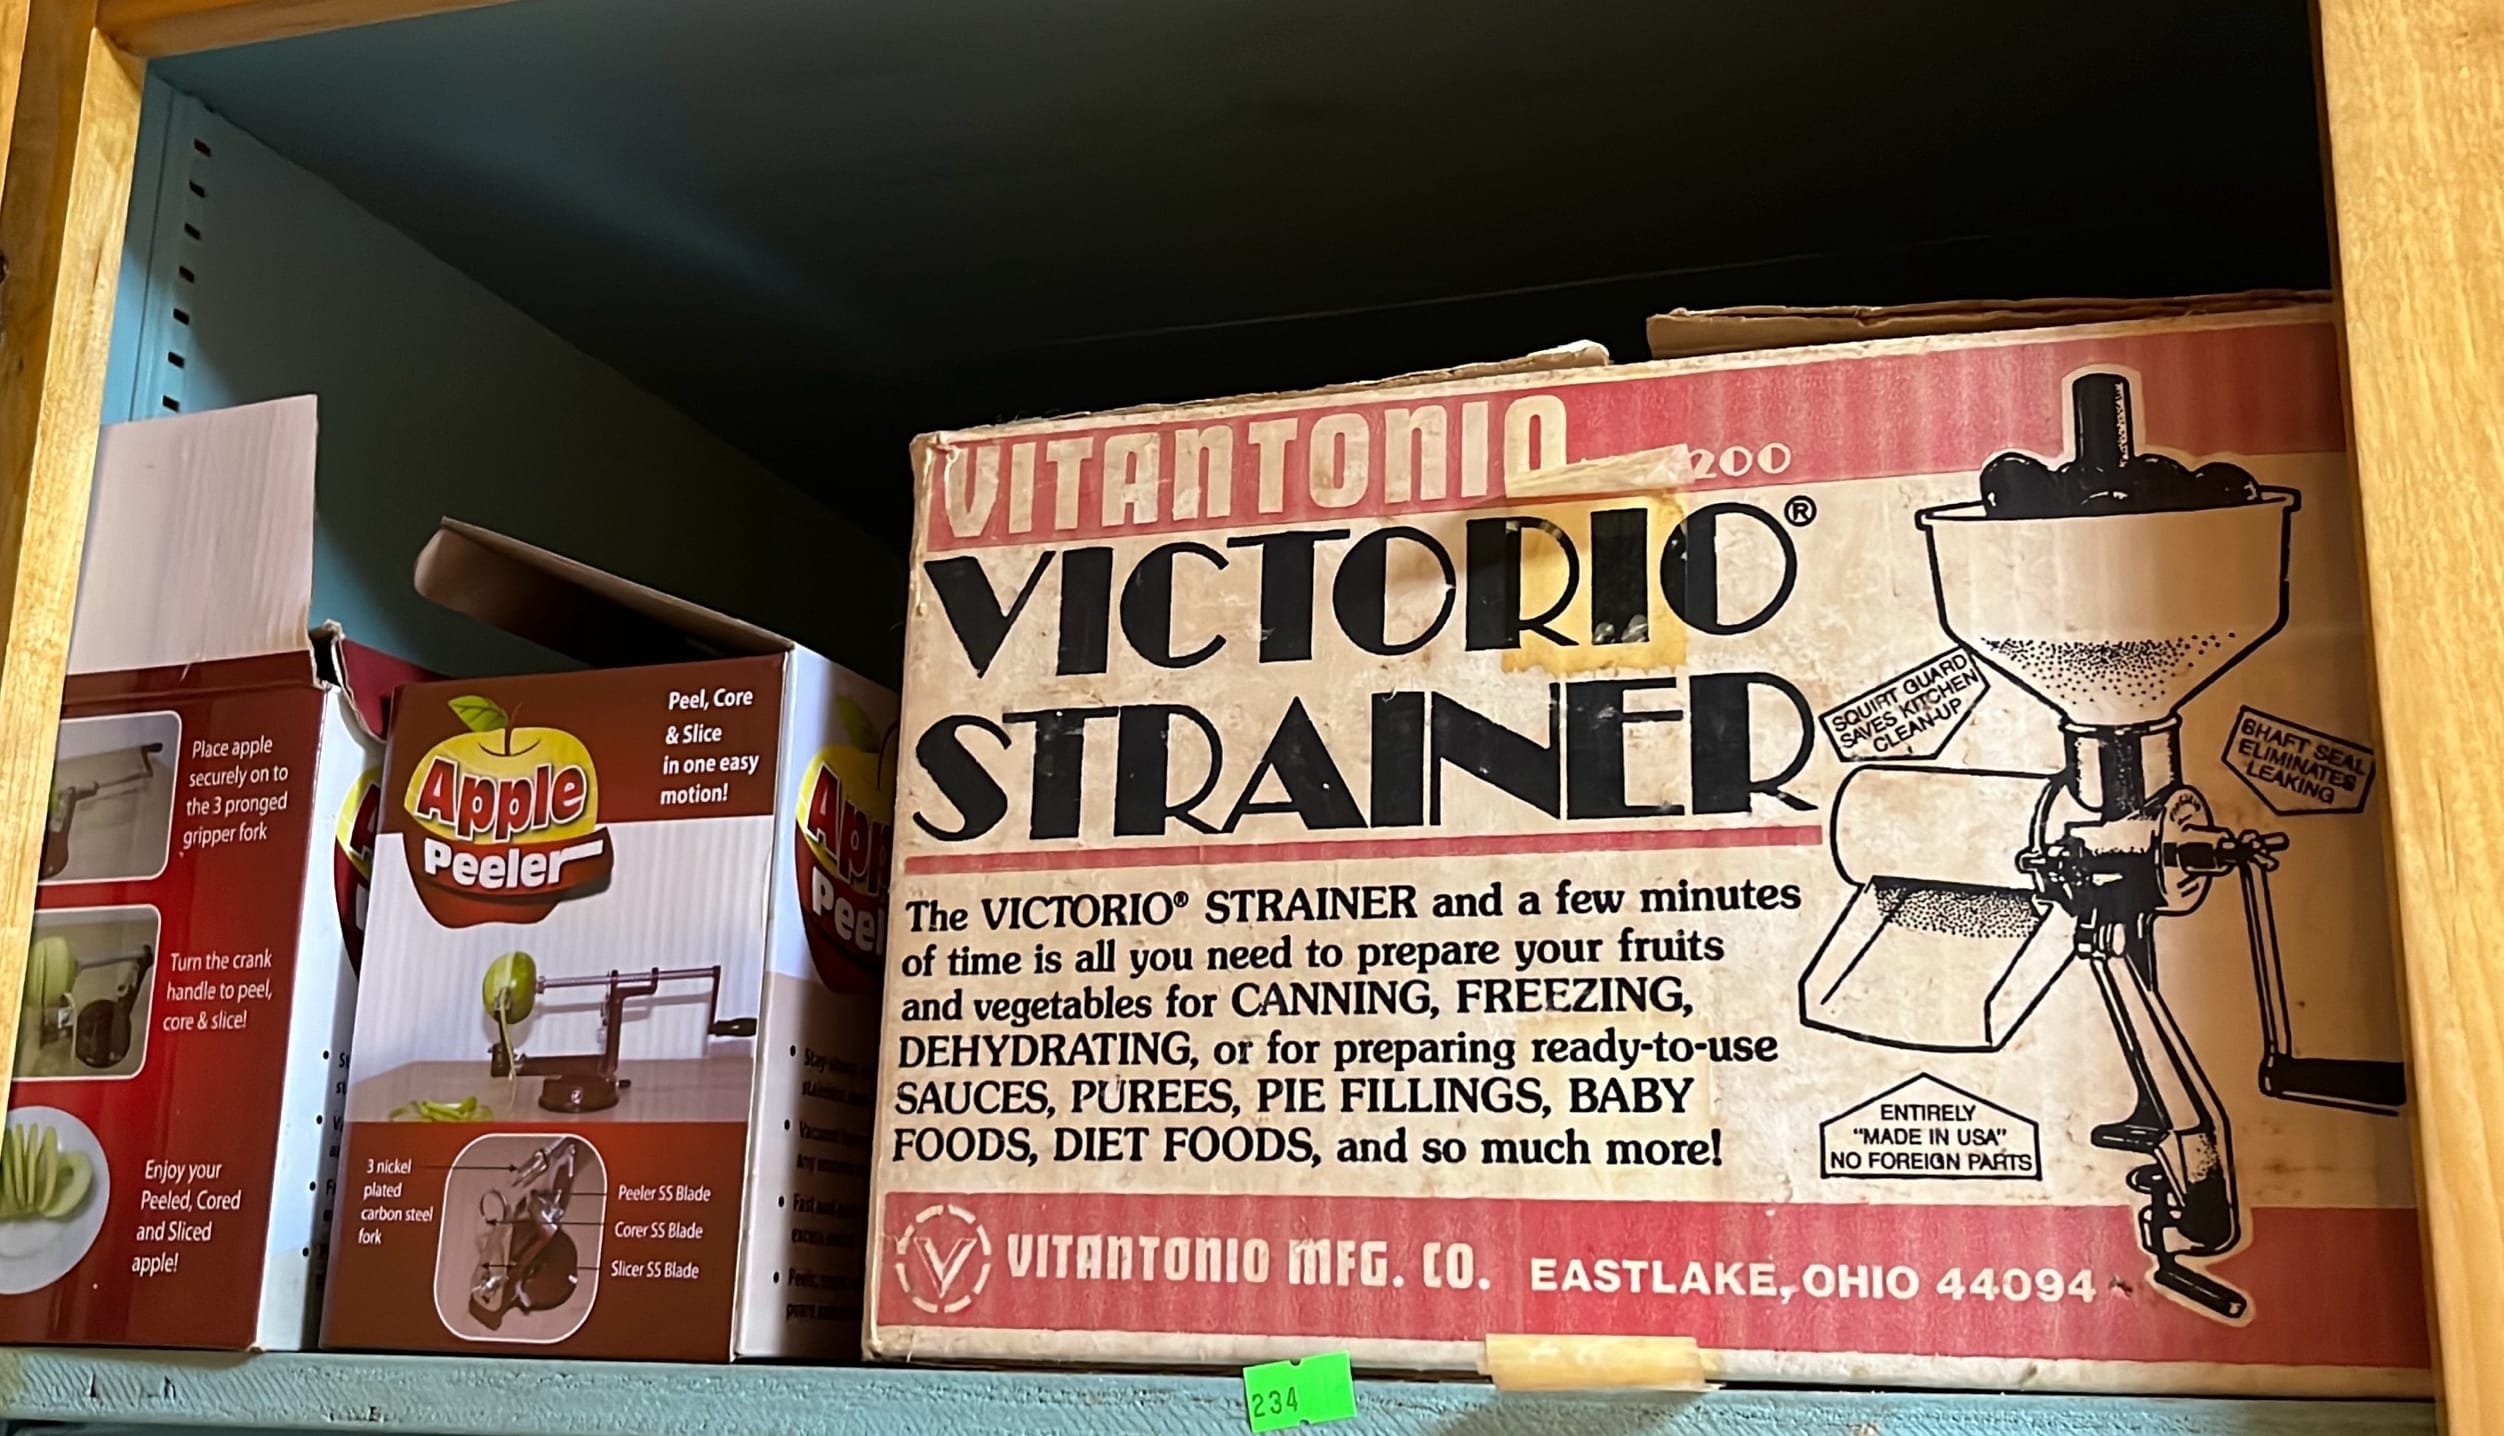 Place apple
securely on to
the 3 pronged
gripper fork
Turn the crank
handle to peel,
core & slice!
Enjoy your
Peeled, Cored
and Sliced
apple!
Apple
Peeler
Peel, Core
& Slice
in one easy
motion!
3 nickel
plated
carbon steel
fork
Peeler SS Blade
Corer SS Blade
Slicer SS Blade
VITANTONIO
200
VICTORIO®
STRAINER
The VICTORIO® STRAINER and a few minutes
of time is all you need to prepare your fruits
and vegetables for CANNING, FREEZING,
DEHYDRATING, or for preparing ready-to-use
SAUCES, PUREES, PIE FILLINGS, BABY
FOODS, DIET FOODS, and so much more!
SQUIRT GUARD
SAVES KITCHEN
CLEAN-UP
SHAFT SEAL
ELIMINATES
LEAKING
ENTIRELY
"MADE IN USA"
NO FOREIGN PARTS
V
VITANTONIO MFG. CO. EASTLAKE, OHIO 44094
234